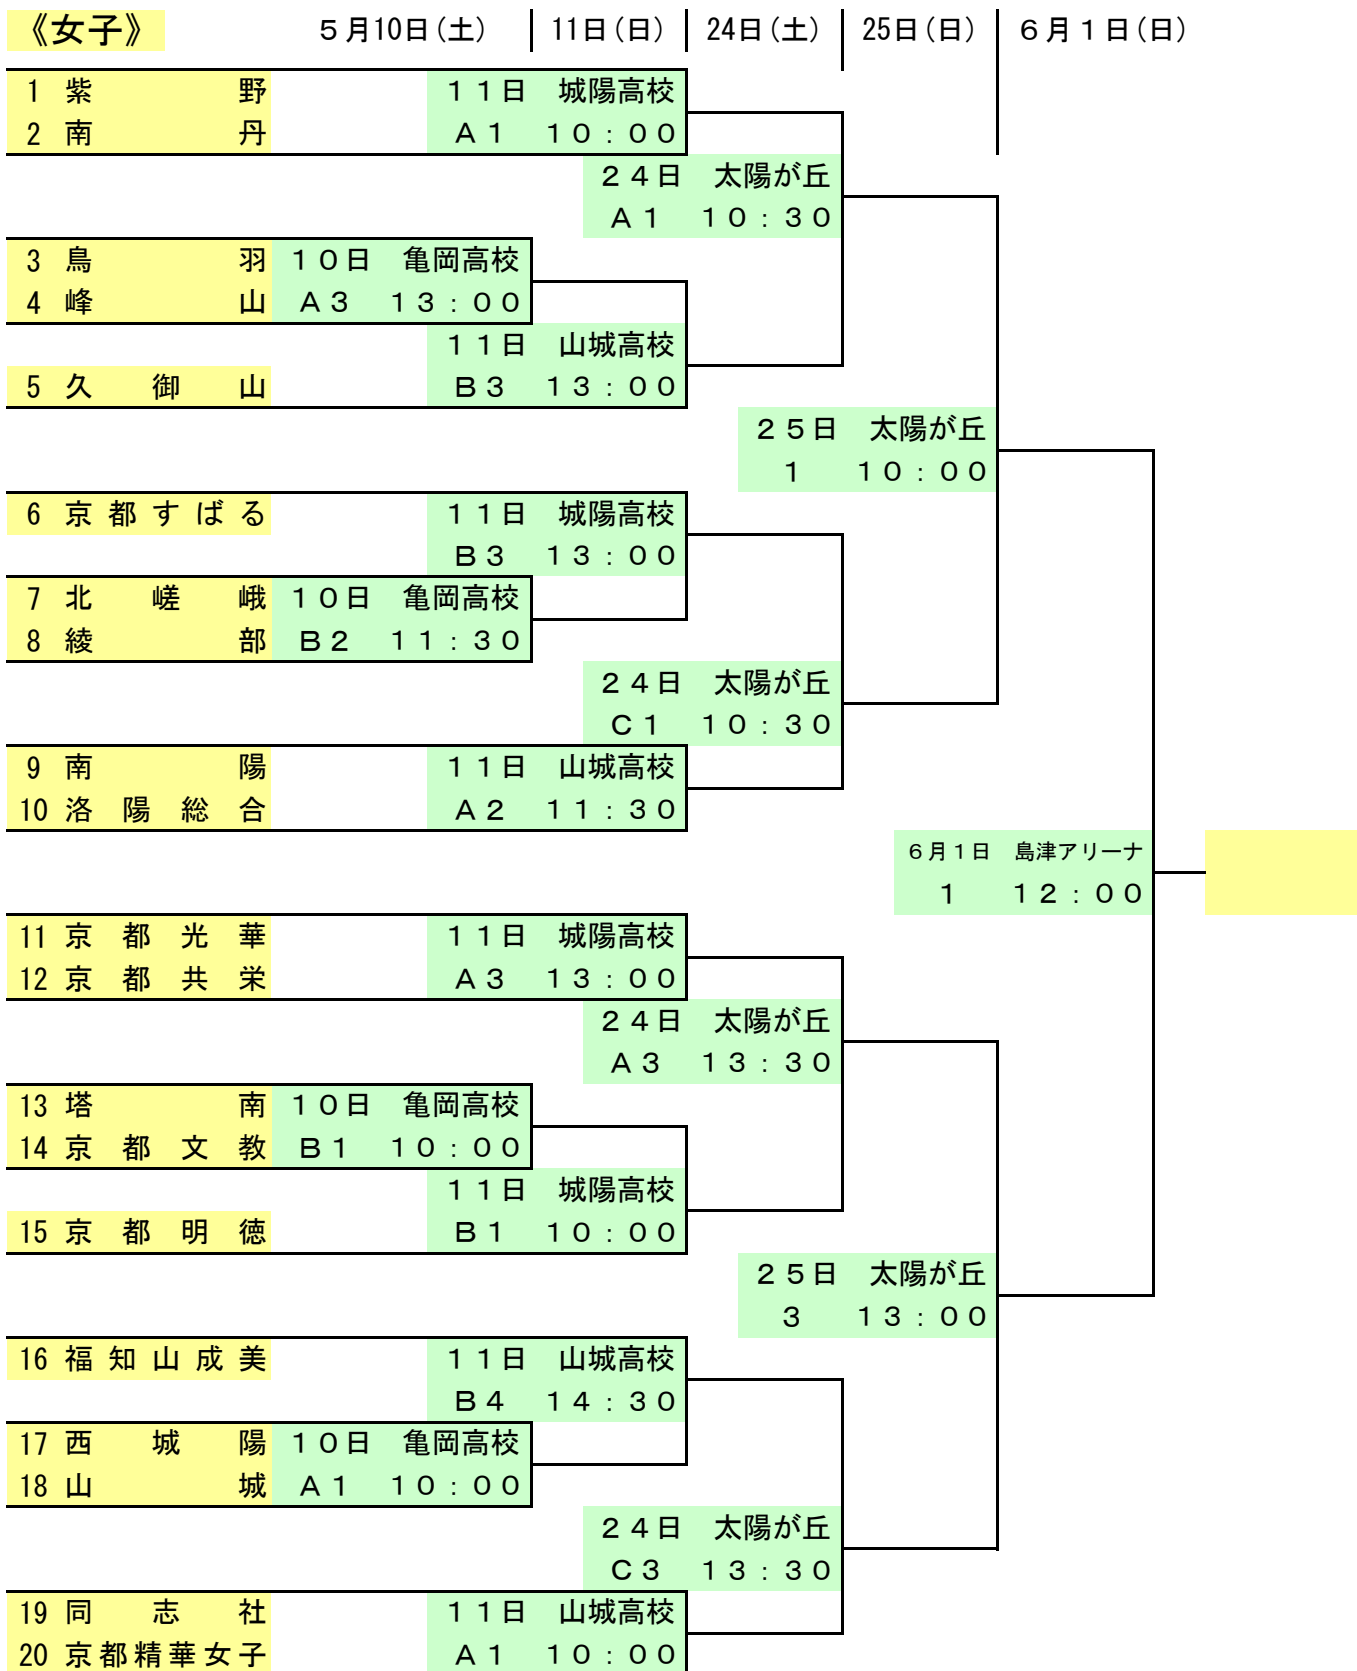 《女子》 5月10日(土) 11日(日) 24日(土) 25日(日) 6月1日(日)
1 紫野 11日 城陽高校
2 南丹 A1 10:00
24日 太陽が丘
A1 10:30
3 鳥羽 10日 亀岡高校
4 峰山 A3 13:00
11日 山城高校
5 久御山 B3 13:00
25日 太陽が丘
1 10:00
6 京都すばる 11日 城陽高校
B3 13:00
7 北嵯峨 10日 亀岡高校
8 綾部 B2 11:30
24日 太陽が丘
C1 10:30
9 南陽 11日 山城高校
10 洛陽総合 A2 11:30
6月1日 島津アリーナ
1 12:00
11 京都光華 11日 城陽高校
12 京都共栄 A3 13:00
24日 太陽が丘
A3 13:30
13 塔南 10日 亀岡高校
14 京都文教 B1 10:00
11日 城陽高校
15 京都明徳 B1 10:00
25日 太陽が丘
3 13:00
16 福知山成美 11日 山城高校
B4 14:30
17 西城陽 10日 亀岡高校
18 山城 A1 10:00
24日 太陽が丘
C3 13:30
19 同志社 11日 山城高校
20 京都精華女子 A1 10:00